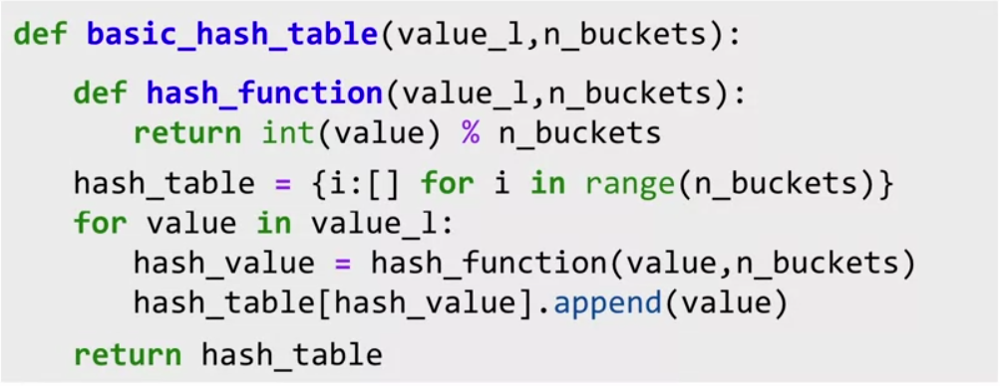 def basic_hash_table(value_l,n_buckets):
def hash_function(value_l,n_buckets):
return int(value) % n_buckets
hash_table = {i:[] for i in range(n_buckets)}
for value in value_l:
hash_value = hash_function(value,n_buckets)
hash_table[hash_value].append(value)
return hash_table